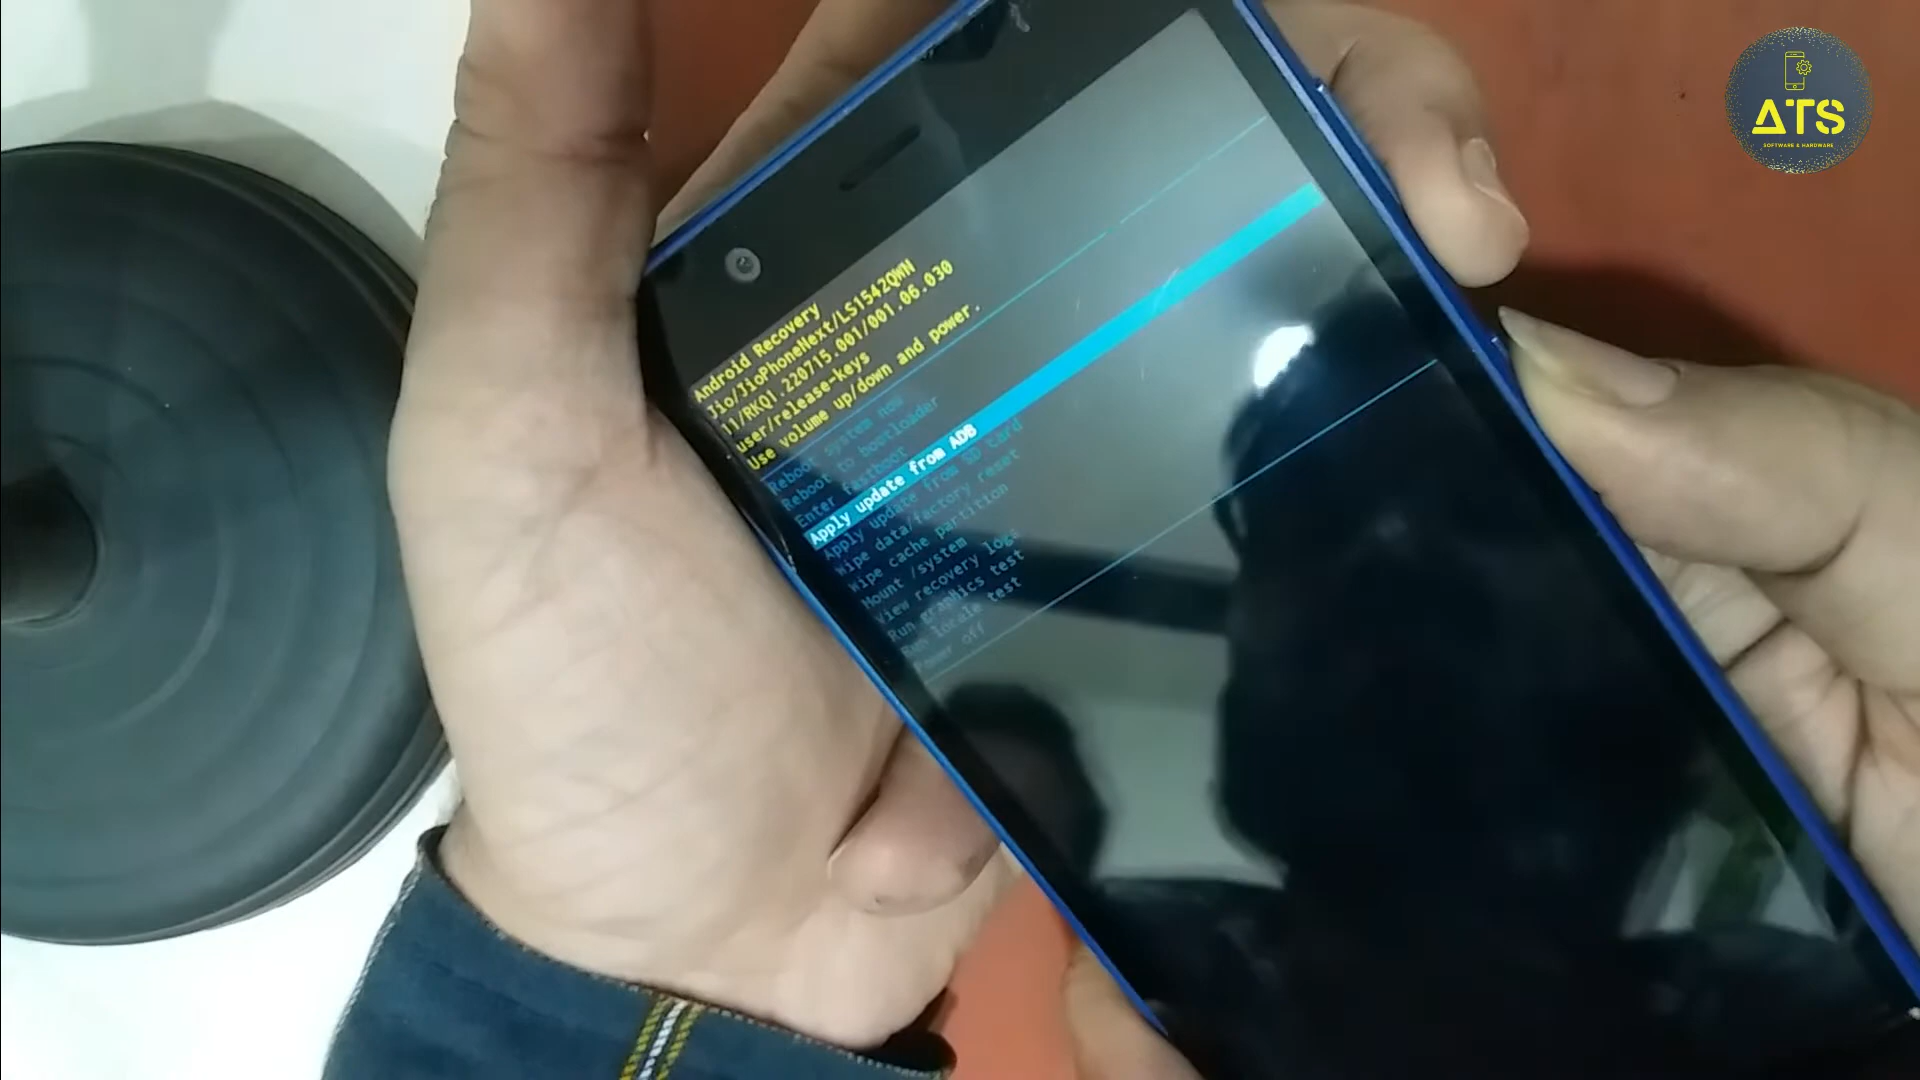 Android Recovery
Jio/JioPhoneNext/LS1542QWN
11/RKQ1.220715.001/001.06.030
user/release-keys
Use volume up/down and power.
Reboot system now
Reboot to bootloader
Enter fastboot
Apply update from ADB
Apply update from SD card
Wipe data/factory reset
Wipe cache partition
Mount /system
View recovery logs
Run graphics test
Run locale test
Power off
ATS
SOFTWARE & HARDWARE